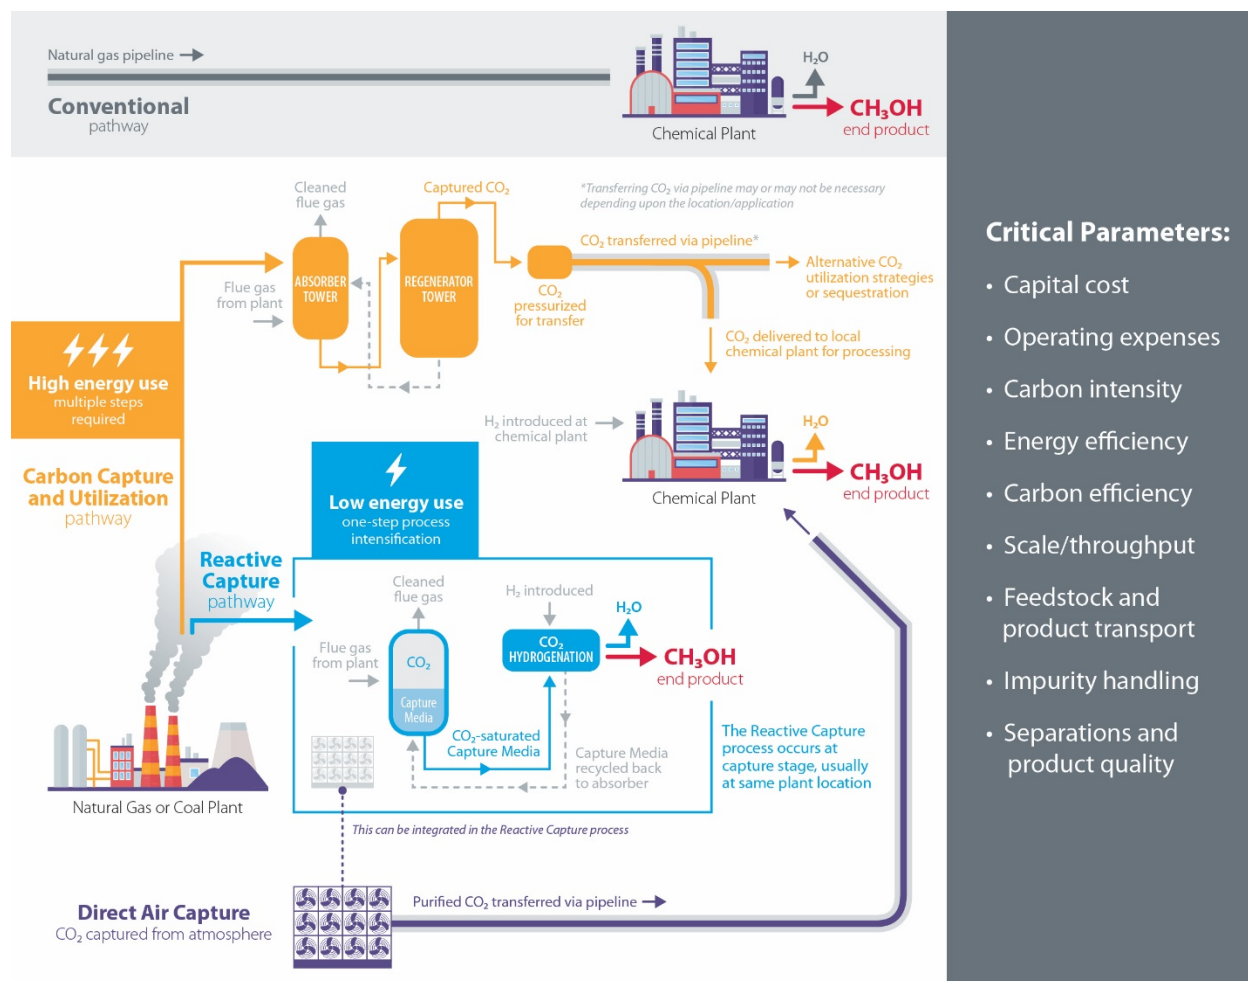 Natural gas pipeline
Conventional
pathway
Chemical Plant
H₂O
CH₃OH
end product
Cleaned
flue gas
Captured CO₂
*Transferring CO₂ via pipeline may or may not be necessary
depending upon the location/application
Flue gas
from plant
ABSORBER
TOWER
REGENERATOR
TOWER
CO₂
pressurized
for transfer
CO₂ transferred via pipeline*
Alternative CO₂
utilization strategies
or sequestration
CO₂ delivered to local
chemical plant for processing
High energy use
multiple steps
required
Carbon Capture
and Utilization
pathway
H₂ introduced at
chemical plant
Chemical Plant
H₂O
CH₃OH
end product
Low energy use
one-step process
intensification
Reactive
Capture
pathway
Cleaned
flue gas
Flue gas
from plant
CO₂
Capture
Media
H₂ introduced
CO₂
HYDROGENATION
H₂O
CH₃OH
end product
CO₂-saturated
Capture Media
Capture Media
recycled back
to absorber
The Reactive Capture
process occurs at
capture stage, usually
at same plant location
Natural Gas or Coal Plant
This can be integrated in the Reactive Capture process
Direct Air Capture
CO₂ captured from atmosphere
Purified CO₂ transferred via pipeline
Critical Parameters:
• Capital cost
• Operating expenses
• Carbon intensity
• Energy efficiency
• Carbon efficiency
• Scale/throughput
• Feedstock and
product transport
• Impurity handling
• Separations and
product quality